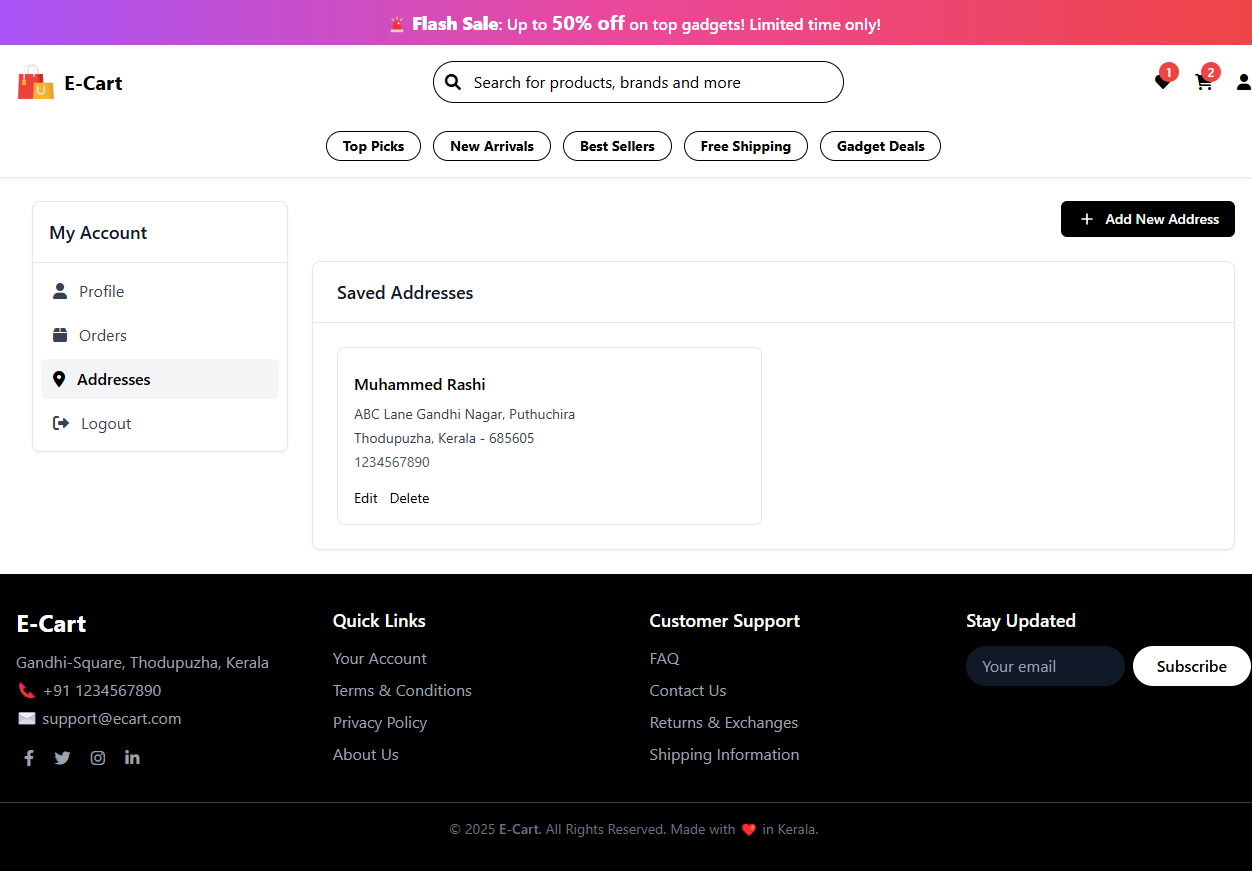 🚨 Flash Sale: Up to 50% off on top gadgets! Limited time only!
E-Cart
Search for products, brands and more
1
2
Top Picks
New Arrivals
Best Sellers
Free Shipping
Gadget Deals
My Account
Profile
Orders
Addresses
Logout
+ Add New Address
Saved Addresses
Muhammed Rashi
ABC Lane Gandhi Nagar, Puthuchira
Thodupuzha, Kerala - 685605
1234567890
Edit Delete
E-Cart
Gandhi-Square, Thodupuzha, Kerala
📞 +91 1234567890
✉️ support@ecart.com
Quick Links
Your Account
Terms & Conditions
Privacy Policy
About Us
Customer Support
FAQ
Contact Us
Returns & Exchanges
Shipping Information
Stay Updated
Your email
Subscribe
© 2025 E-Cart. All Rights Reserved. Made with ❤️ in Kerala.